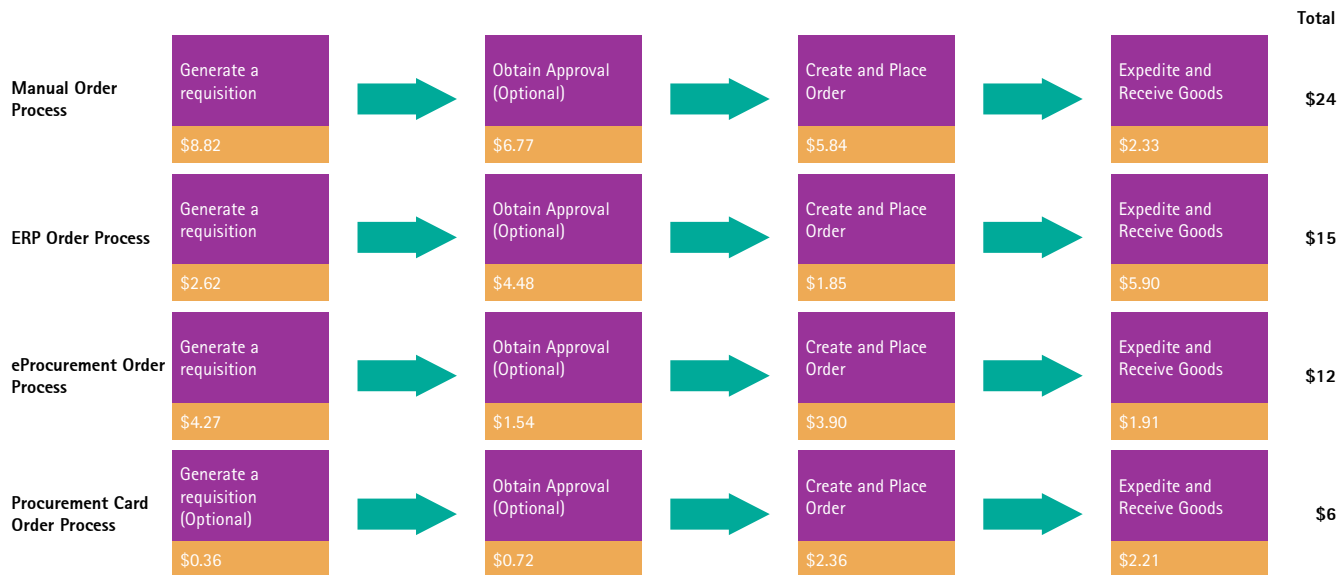 Total
Manual Order
Process
Generate a
requisition
$8.82
Obtain Approval
(Optional)
$6.77
Create and Place
Order
$5.84
Expedite and
Receive Goods
$2.33
$24
ERP Order Process
Generate a
requisition
$2.62
Obtain Approval
(Optional)
$4.48
Create and Place
Order
$1.85
Expedite and
Receive Goods
$5.90
$15
eProcurement Order
Process
Generate a
requisition
$4.27
Obtain Approval
(Optional)
$1.54
Create and Place
Order
$3.90
Expedite and
Receive Goods
$1.91
$12
Procurement Card
Order Process
Generate a
requisition
(Optional)
$0.36
Obtain Approval
(Optional)
$0.72
Create and Place
Order
$2.36
Expedite and
Receive Goods
$2.21
$6